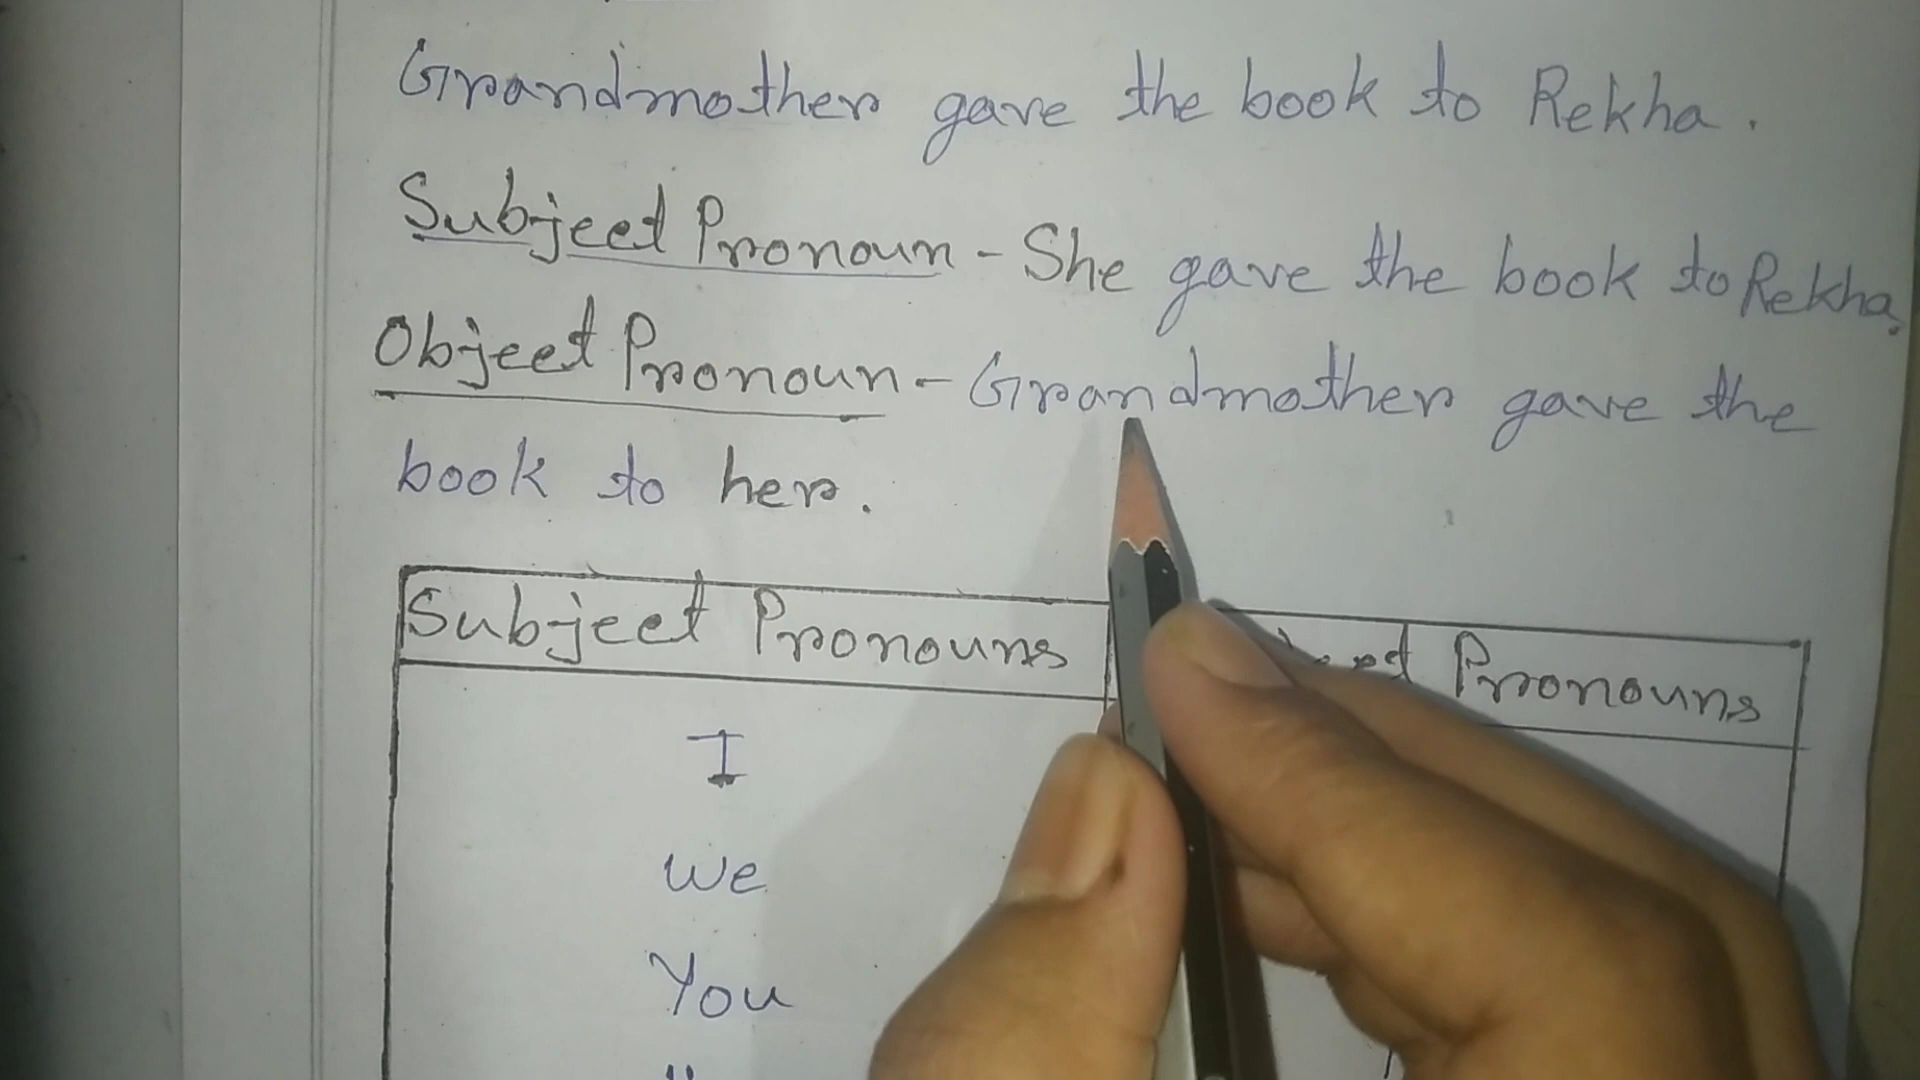 Grandmother gave the book to Rekha.
Subject Pronoun - She gave the book to Rekha.
Object Pronoun - Grandmother gave the
book to her.
Subject Pronouns Pronouns
I
We
You